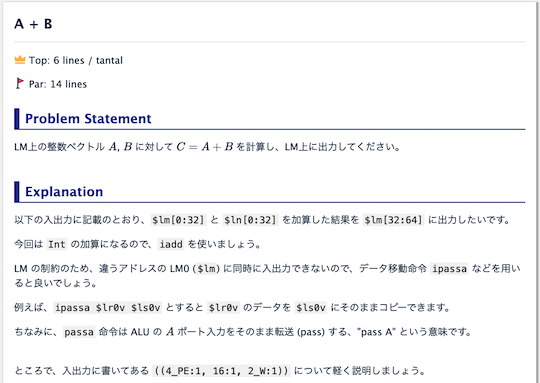 A + B
Top: 6 lines / tantal
Par: 14 lines
Problem Statement
LM上の整数ベクトル A, B に対して C = A + B を計算し、LM上に出力してください。
Explanation
以下の入出力に記載のとおり、$lm[0:32] と $ln[0:32] を加算した結果を $lm[32:64] に出力したいです。
今回は Int の加算になるので、iadd を使いましょう。
LM の制約のため、違うアドレスの LM0 ($lm) に同時に入出力できないので、データ移動命令 ipassa などを用い
ると良いでしょう。
例えば、ipassa $lr0v $ls0v とすると $lr0v のデータを $ls0v にそのままコピーできます。
ちなみに、passa 命令は ALU の A ポート入力をそのまま転送 (pass) する、"pass A" という意味です。
ところで、入出力に書いてある ((4_PE:1, 16:1, 2_W:1)) について軽く説明しましょう。